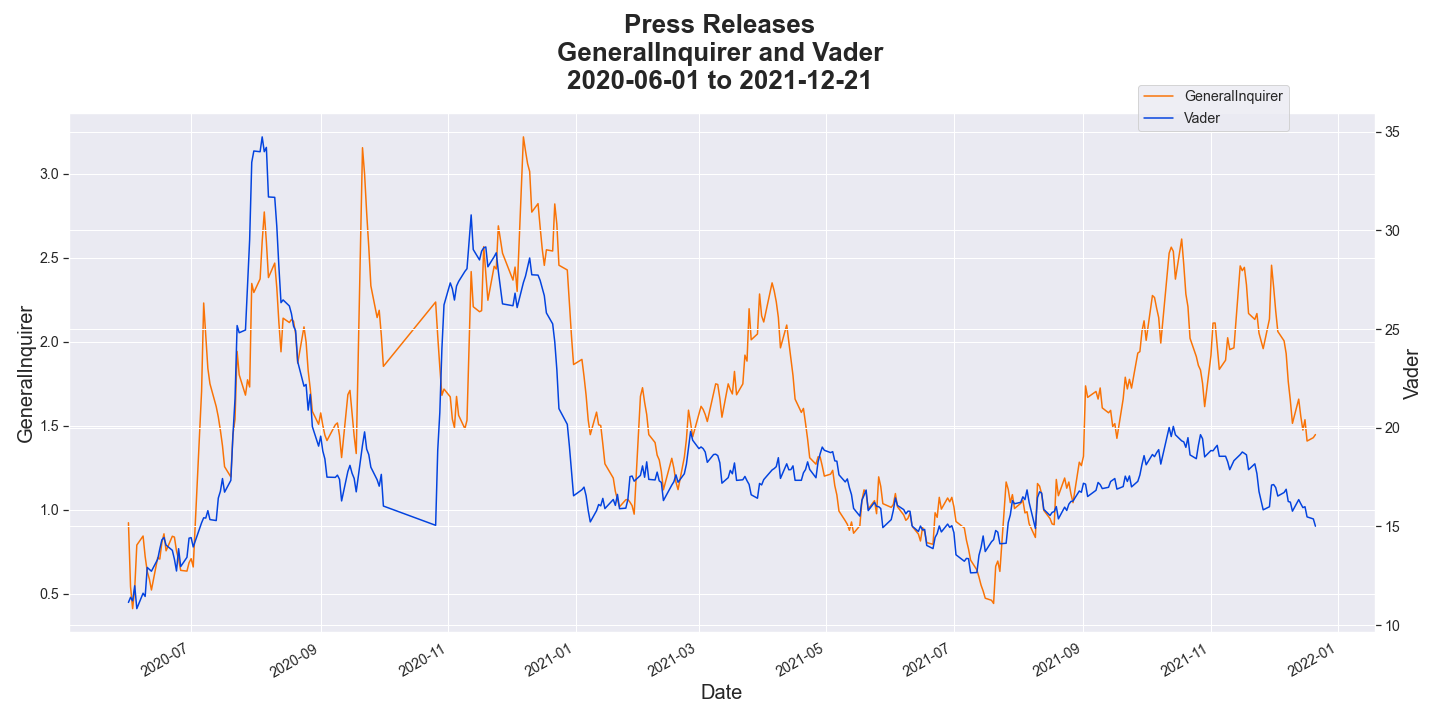 Press Releases
GeneralInquirer and Vader
2020-06-01 to 2021-12-21
GeneralInquirer
Vader
3.0
2.5
2.0
1.5
1.0
0.5
GeneralInquirer
35
30
25
20
15
10
Vader
2020-07
2020-09
2020-11
2021-01
2021-03
2021-05
2021-07
2021-09
2021-11
2022-01
Date